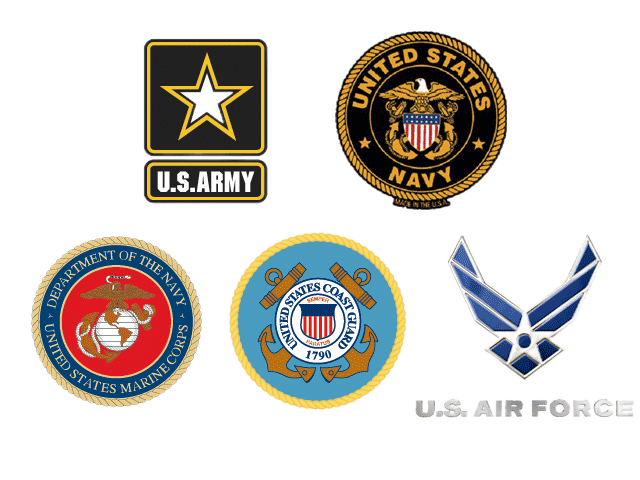 U.S.ARMY
UNITED STATES
NAVY
MADE IN THE U.S.A.
DEPARTMENT OF THE NAVY
UNITED STATES MARINE CORPS
UNITED STATES COAST GUARD
SEMPER
PARATUS
1790
U.S. AIR FORCE